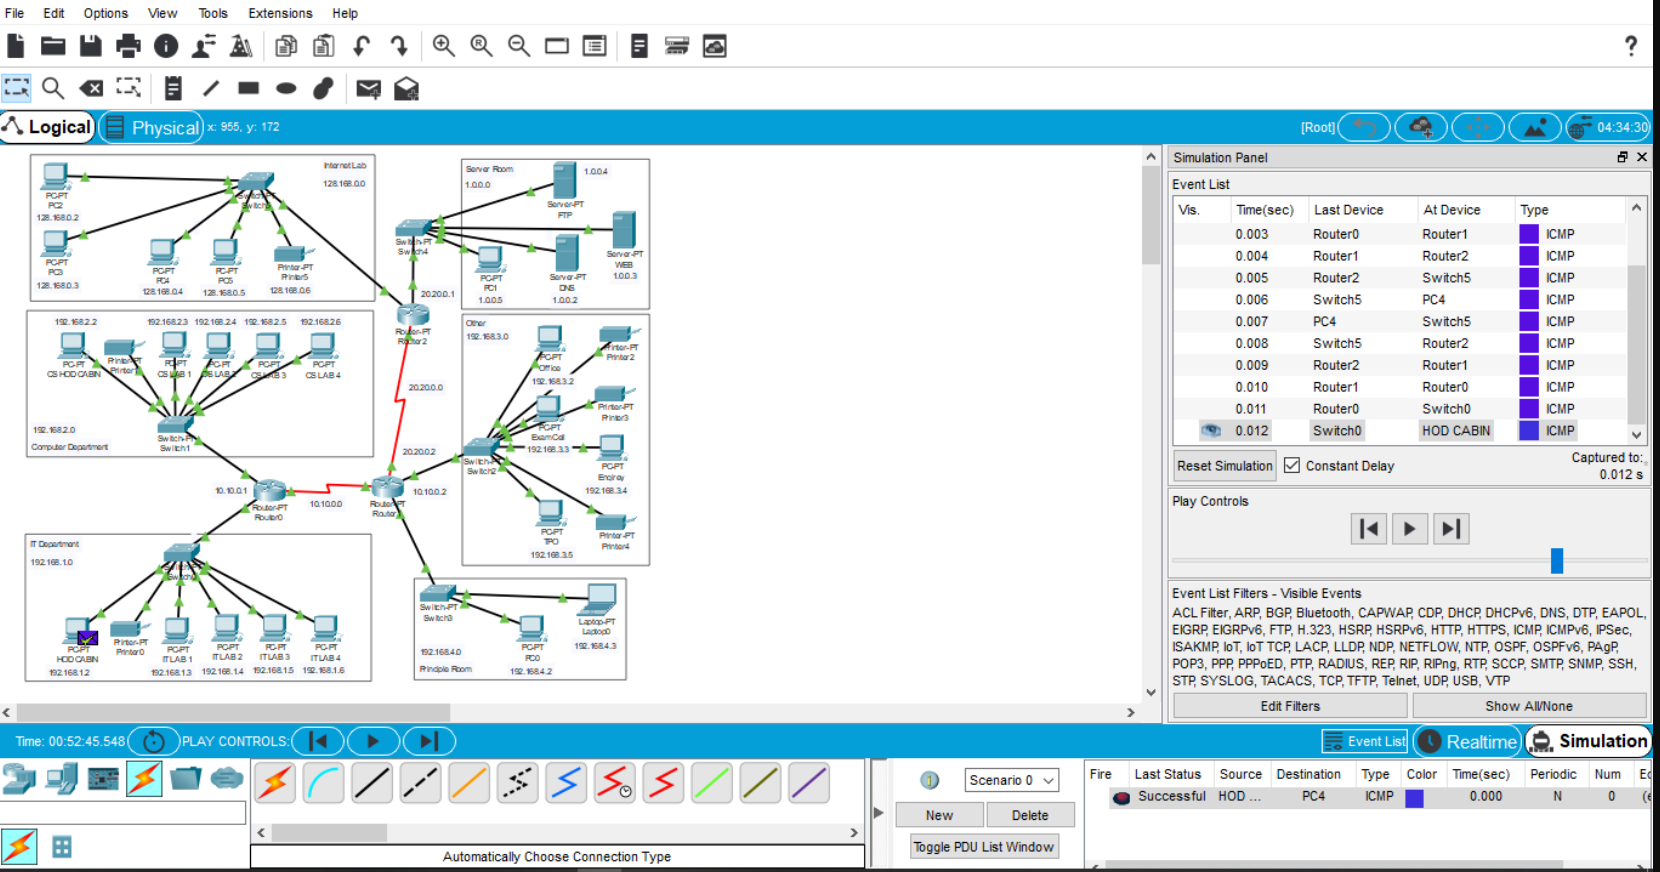 File Edit Options View Tools Extensions Help
?
Logical Physical x: 955, y: 172 [Root] 04:34:30
Internet Lab
128.168.0.0
PC-PT
PC2
128.168.0.2
PC-PT
PC3
128.168.0.3
Switch5
PC-PT
PC4
128.168.0.4
PC-PT
PC5
128.168.0.5
Printer-PT
Printer5
128.168.0.6
Server Room
1.0.0.0
1.0.0.4
Server-PT
FTP
Switch-PT
Switch4
Server-PT
WEB
1.0.0.3
PC-PT
PC1
1.0.0.5
Server-PT
DNS
1.0.0.2
20.20.0.1
Router-PT
Router2
192.168.2.2 192.168.2.3 192.168.2.4 192.168.2.5 192.168.2.6
PC-PT
CS HOD CABIN
Printer-PT
Printer1
PC-PT
CS LAB 1
PC-PT
CS LAB 2
PC-PT
CS LAB 3
PC-PT
CS LAB 4
192.168.2.0
Computer Department
Switch-PT
Switch1
20.20.0.0
20.20.0.2
Other
192.168.3.0
PC-PT
Office
192.168.3.2
Printer-PT
Printer2
Printer-PT
Printer3
PC-PT
Exam Cell
192.168.3.3
Switch-PT
Switch2
PC-PT
Enqirey
192.168.3.4
PC-PT
TPO
192.168.3.5
Printer-PT
Printer4
10.10.0.1
Router-PT
Router0
10.10.0.0
Router-PT
10.10.0.2
IT Department
192.168.1.0
Switch0
PC-PT
HOD CABIN
192.168.1.2
Printer-PT
Printer0
PC-PT
IT LAB 1
192.168.1.3
PC-PT
IT LAB 2
192.168.1.4
PC-PT
IT LAB 3
192.168.1.5
PC-PT
IT LAB 4
192.168.1.6
Switch-PT
Switch3
Laptop-PT
Laptop0
192.168.4.3
PC-PT
PC0
192.168.4.2
192.168.4.0
Principle Room
Simulation Panel
Event List
Vis. Time(sec) Last Device At Device Type
0.003 Router0 Router1 ICMP
0.004 Router1 Router2 ICMP
0.005 Router2 Switch5 ICMP
0.006 Switch5 PC4 ICMP
0.007 PC4 Switch5 ICMP
0.008 Switch5 Router2 ICMP
0.009 Router2 Router1 ICMP
0.010 Router1 Router0 ICMP
0.011 Router0 Switch0 ICMP
0.012 Switch0 HOD CABIN ICMP
Reset Simulation Constant Delay Captured to:
0.012 s
Play Controls
Event List Filters - Visible Events
ACL Filter, ARP, BGP, Bluetooth, CAPWAP, CDP, DHCP, DHCPv6, DNS, DTP, EAPOL,
EIGRP, EIGRPv6, FTP, H.323, HSRP, HSRPv6, HTTP, HTTPS, ICMP, ICMPv6, IPSec,
ISAKMP, IoT, IoT TCP, LACP, LLDP, NDP, NETFLOW, NTP, OSPF, OSPFv6, PAgP,
POP3, PPP, PPPoED, PTP, RADIUS, REP, RIP, RIPng, RTP, SCCP, SMTP, SNMP, SSH,
STP, SYSLOG, TACACS, TCP, TFTP, Telnet, UDP, USB, VTP
Edit Filters Show All/None
Time: 00:52:45.548 PLAY CONTROLS: Event List Realtime Simulation
Scenario 0
New Delete
Toggle PDU List Window
Automatically Choose Connection Type
Fire Last Status Source Destination Type Color Time(sec) Periodic Num
Successful HOD ... PC4 ICMP 0.000 N 0